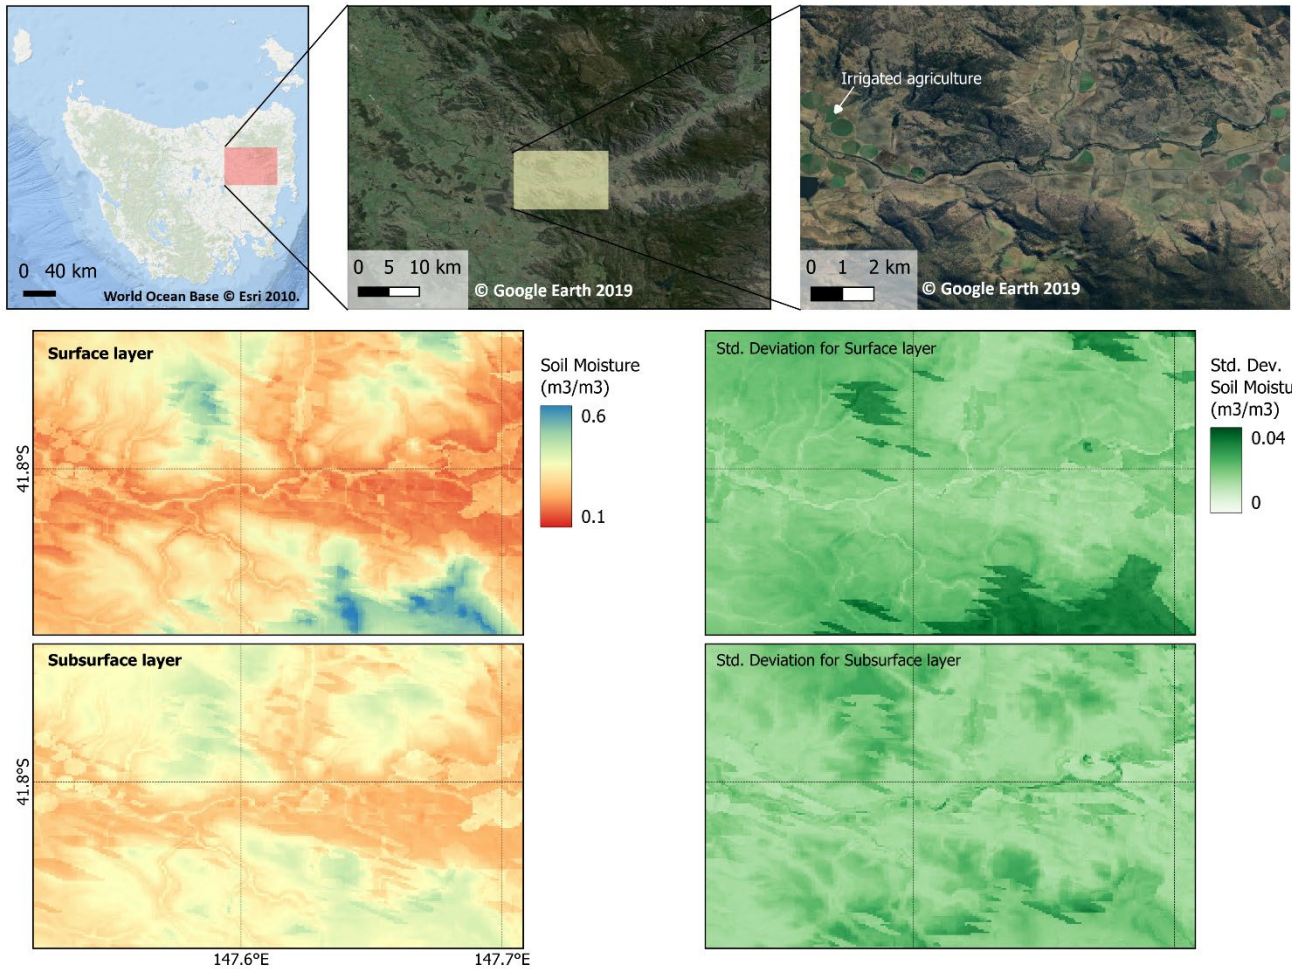 Irrigated agriculture
0 40 km
World Ocean Base © Esri 2010.
0 5 10 km
© Google Earth 2019
0 1 2 km
© Google Earth 2019
Surface layer
Soil Moisture
(m3/m3)
0.6
0.1
41.8°S
Std. Deviation for Surface layer
Std. Dev.
Soil Moistu
(m3/m3)
0.04
0
Subsurface layer
41.8°S
147.6°E
147.7°E
Std. Deviation for Subsurface layer